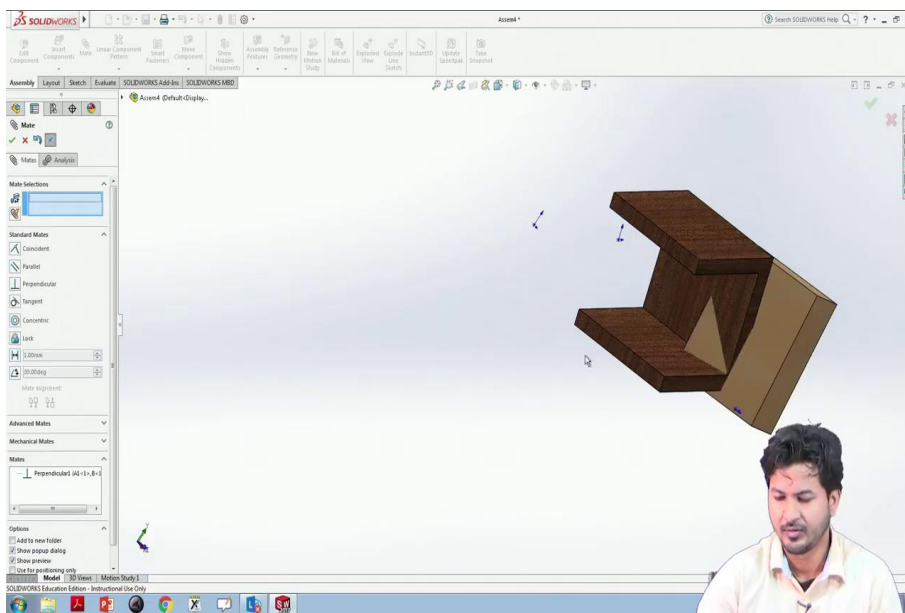 SOLIDWORKS
Assem4 *
Search SOLIDWORKS Help
Edit Component
Insert Components
Mate
Linear Component Pattern
Smart Fasteners
Move Component
Show Hidden Components
Assembly Features
Reference Geometry
New Motion Study
Bill of Materials
Exploded View
Explode Line Sketch
Instant3D
Update Speedpak
Take Snapshot
Assembly Layout Sketch Evaluate SOLIDWORKS Add-Ins SOLIDWORKS MBD
Assem4 (Default<Display...
Mate
Mates Analysis
Mate Selections
Standard Mates
Coincident
Parallel
Perpendicular
Tangent
Concentric
Lock
1.00mm
30.00deg
Mate alignment:
Advanced Mates
Mechanical Mates
Mates
Perpendicular1 (A1<1>,B<1
Options
Add to new folder
Show popup dialog
Show preview
Use for positioning only
Model 3D Views Motion Study 1
SOLIDWORKS Education Edition - Instructional Use Only